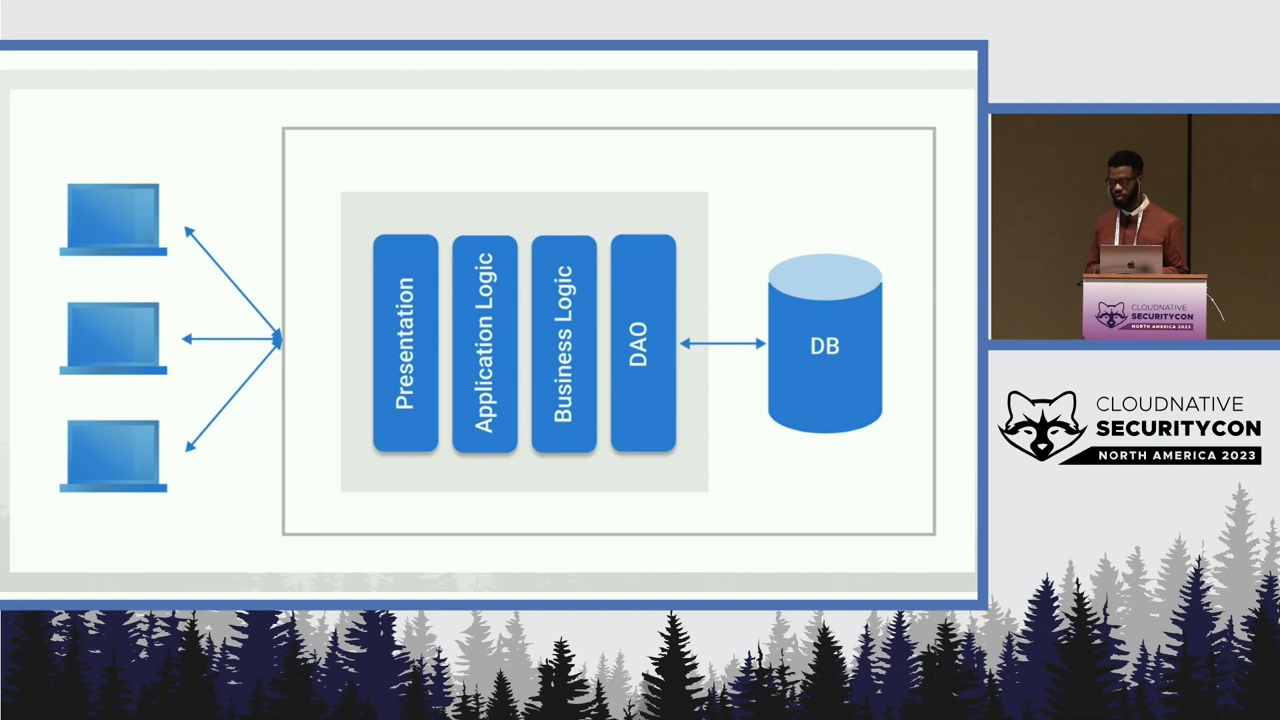 Presentation
Application Logic
Business Logic
DAO
DB
CLOUDNATIVE
SECURITYCON
NORTH AMERICA 2023
CLOUDNATIVE
SECURITYCON
NORTH AMERICA 2023